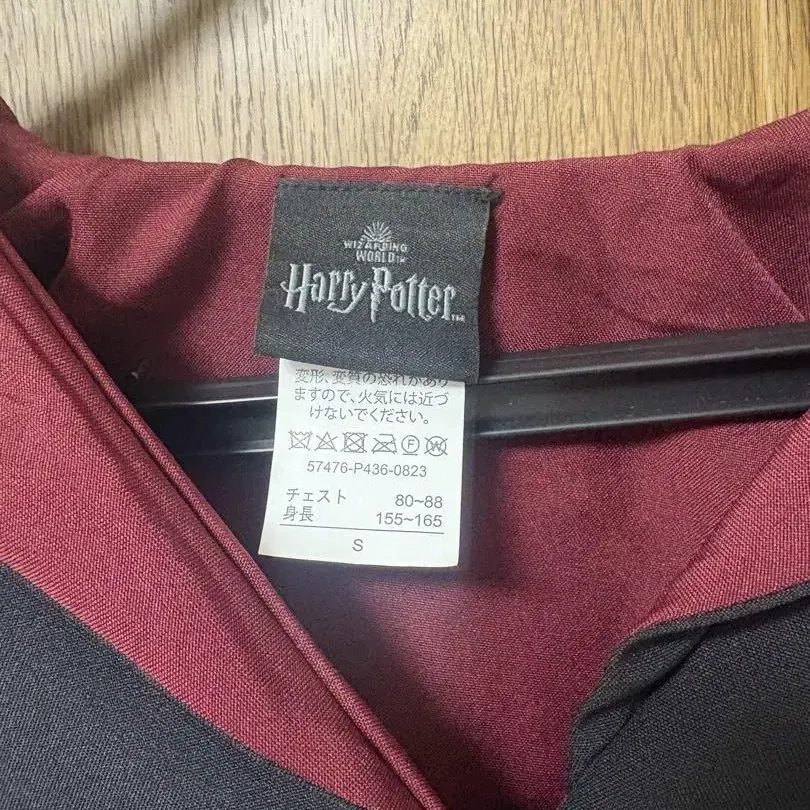 WIZARDING
WORLD™
Harry Potter™
変形、変質の恐れがあり
ますので、火気には近づ
けないでください。
57476-P436-0823
チェスト 80~88
身長 155~165
S